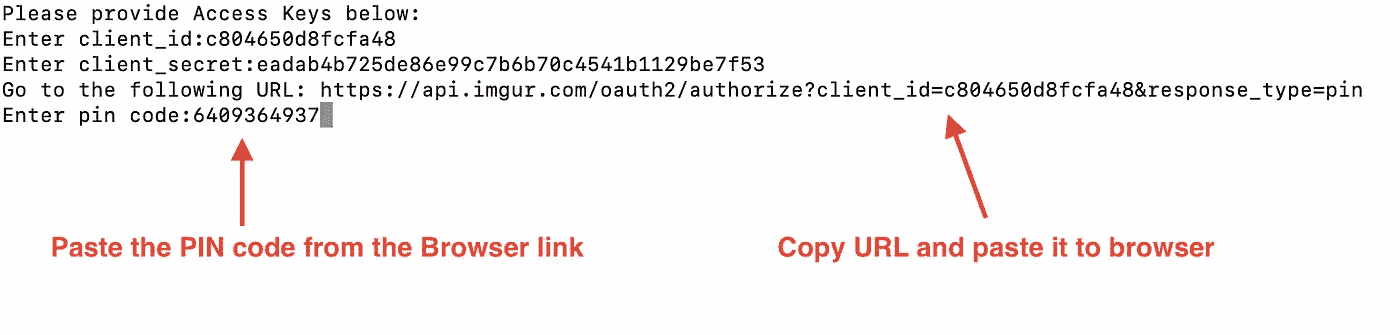 Please provide Access Keys below:
Enter client_id:c804650d8fcfa48
Enter client_secret:eadab4b725de86e99c7b6b70c4541b1129be7f53
Go to the following URL: https://api.imgur.com/oauth2/authorize?client_id=c804650d8fcfa48&response_type=pin
Enter pin code:6409364937
Paste the PIN code from the Browser link
Copy URL and paste it to browser